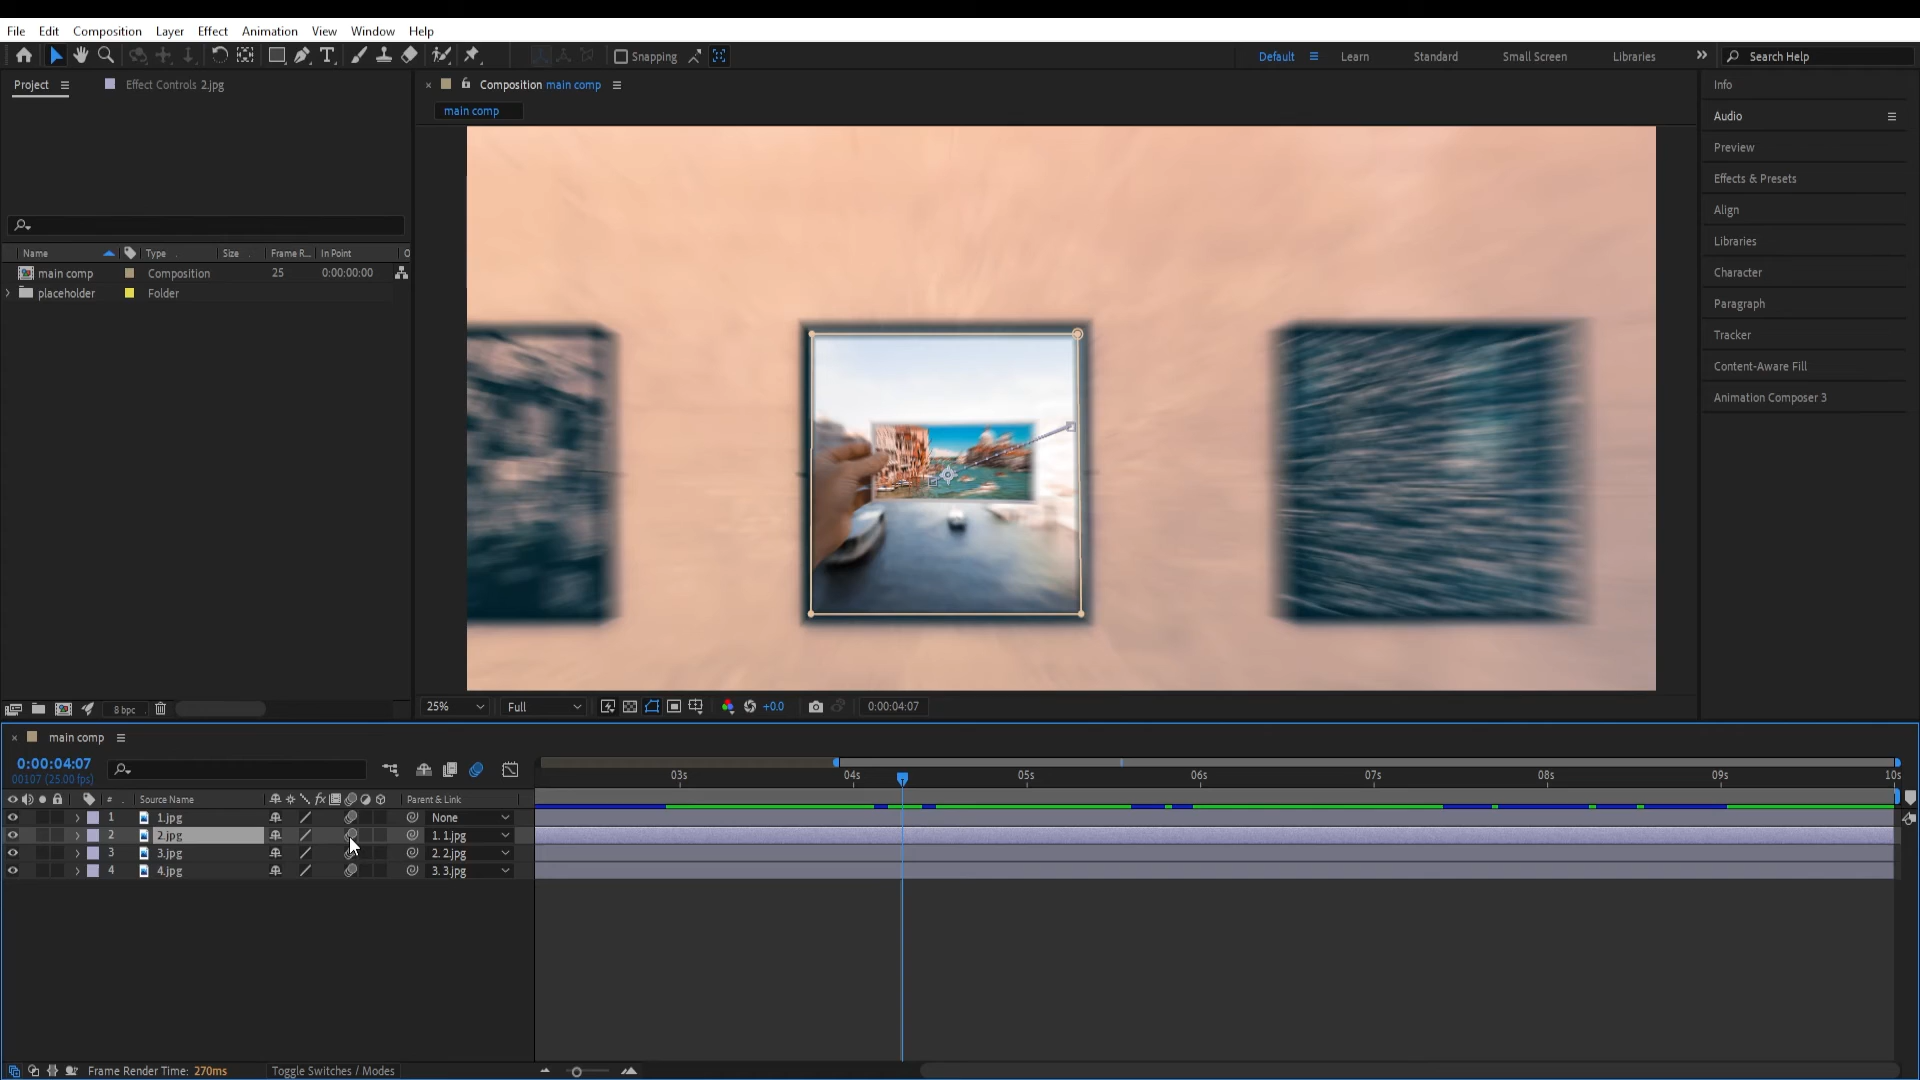 File Edit Composition Layer Effect Animation View Window Help
Snapping Default Learn Standard Small Screen Libraries Search Help
Project Effect Controls 2.jpg
Composition main comp
main comp
Name Type Size Frame R... In Point
main comp Composition 25 0:00:00:00
placeholder Folder
Info
Audio
Preview
Effects & Presets
Align
Libraries
Character
Paragraph
Tracker
Content-Aware Fill
Animation Composer 3
8 bpc
25% Full +0.0 0:00:04:07
main comp
0:00:04:07
00107 (25.00 fps)
03s 04s 05s 06s 07s 08s 09s 10s
# Source Name fx Parent & Link
1 1.jpg None
2 2.jpg 1. 1.jpg
3 3.jpg 2. 2.jpg
4 4.jpg 3. 3.jpg
Frame Render Time: 270ms Toggle Switches / Modes